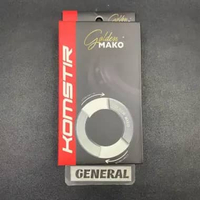 Golden
MAKO
KOMSTIR
GENERAL